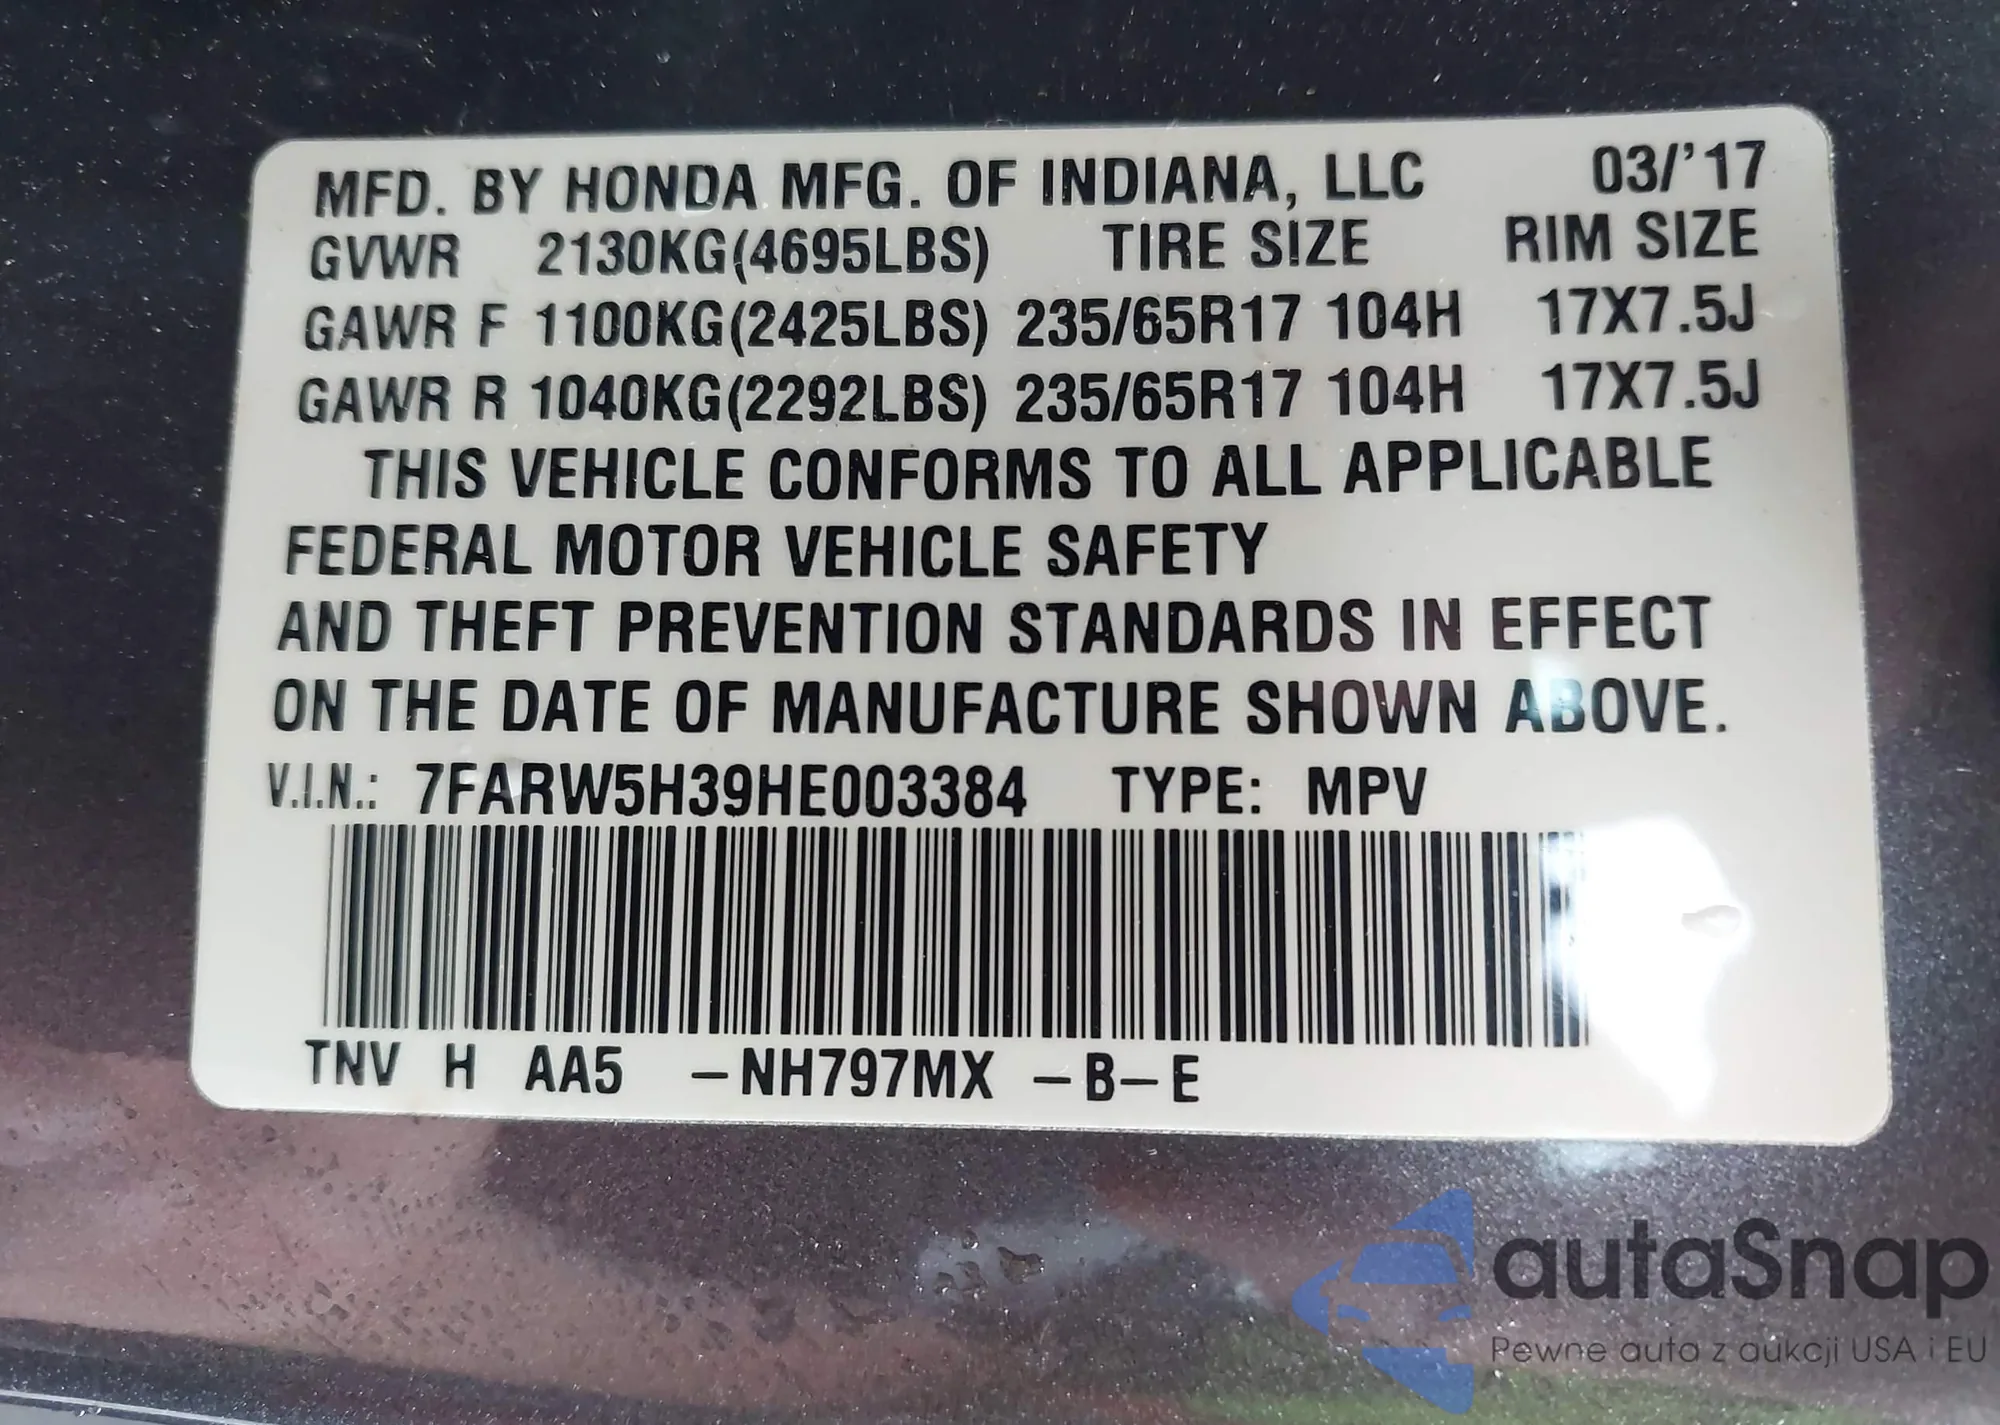 MFD. BY HONDA MFG. OF INDIANA, LLC 03/'17
GVWR 2130KG(4695LBS) TIRE SIZE RIM SIZE
GAWR F 1100KG(2425LBS) 235/65R17 104H 17X7.5J
GAWR R 1040KG(2292LBS) 235/65R17 104H 17X7.5J
THIS VEHICLE CONFORMS TO ALL APPLICABLE
FEDERAL MOTOR VEHICLE SAFETY
AND THEFT PREVENTION STANDARDS IN EFFECT
ON THE DATE OF MANUFACTURE SHOWN ABOVE.
V.I.N.: 7FARW5H39HE003384 TYPE: MPV
TNV H AA5 -NH797MX -B-E
autaSnap
Pewne auta z aukcji USA i EU